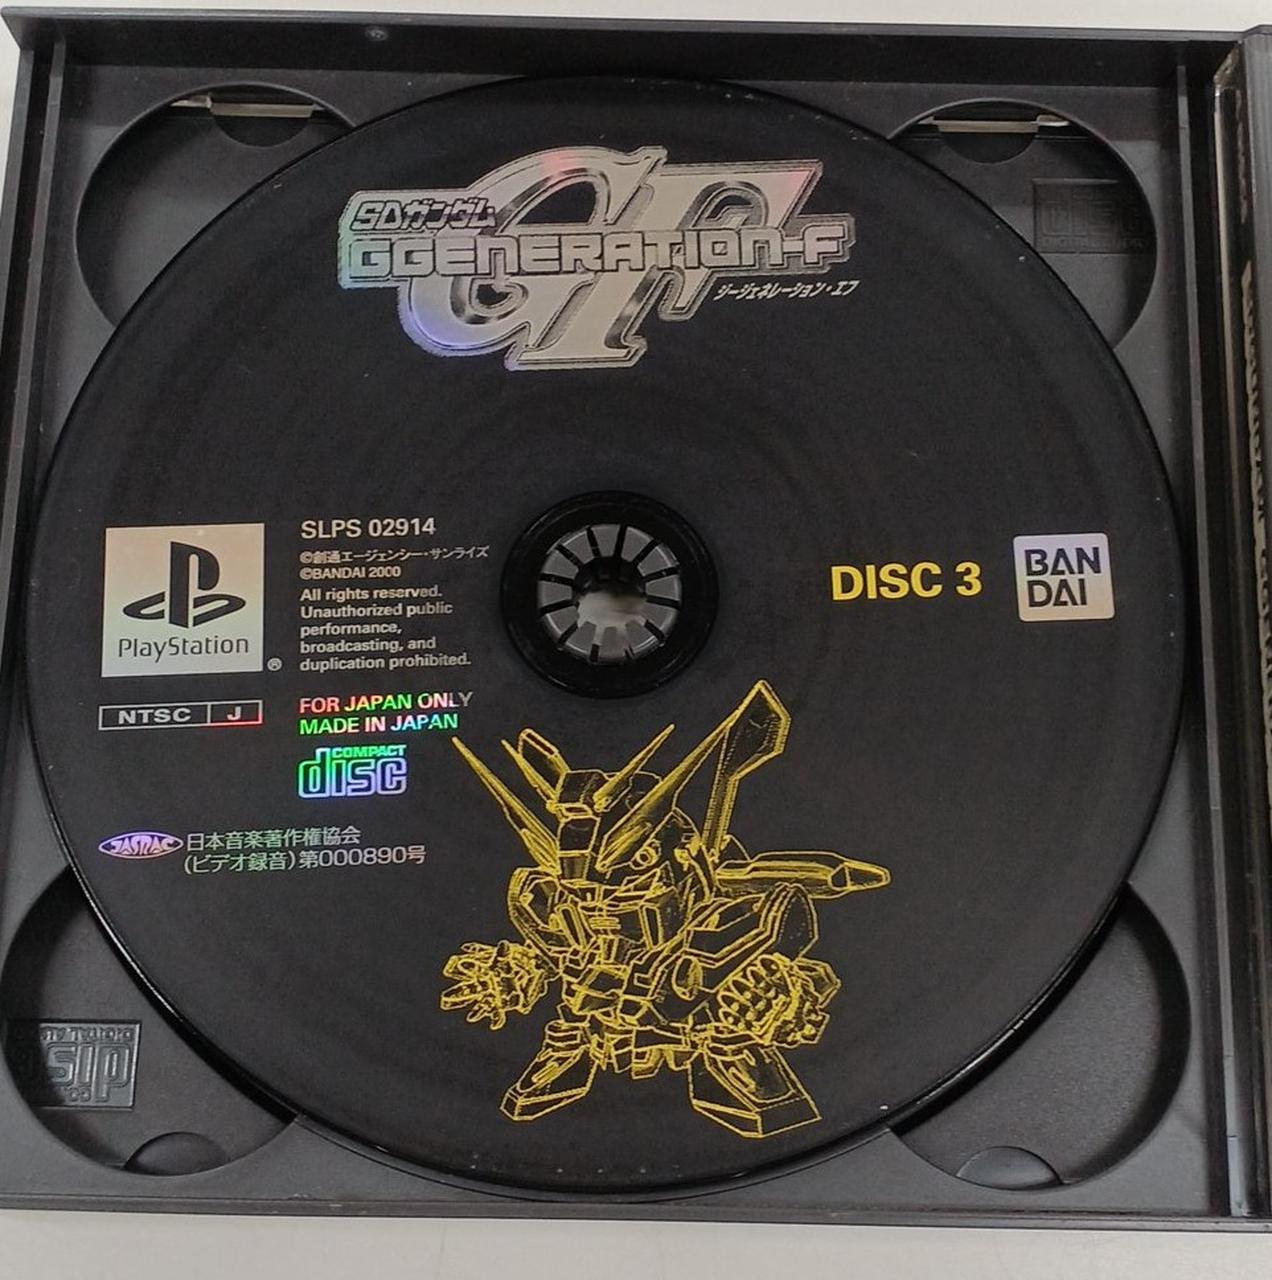 SDガンダム
GGENERATION-F
ジージェネレーション・エフ
SLPS 02914
©創通エージェンシー・サンライズ
©BANDAI 2000
All rights reserved.
Unauthorized public
performance,
broadcasting, and
duplication prohibited.
PlayStation
®
NTSC J
FOR JAPAN ONLY
MADE IN JAPAN
COMPACT
disc
JASRAC
日本音楽著作権協会
(ビデオ録音)第000890号
DISC 3
BAN
DAI